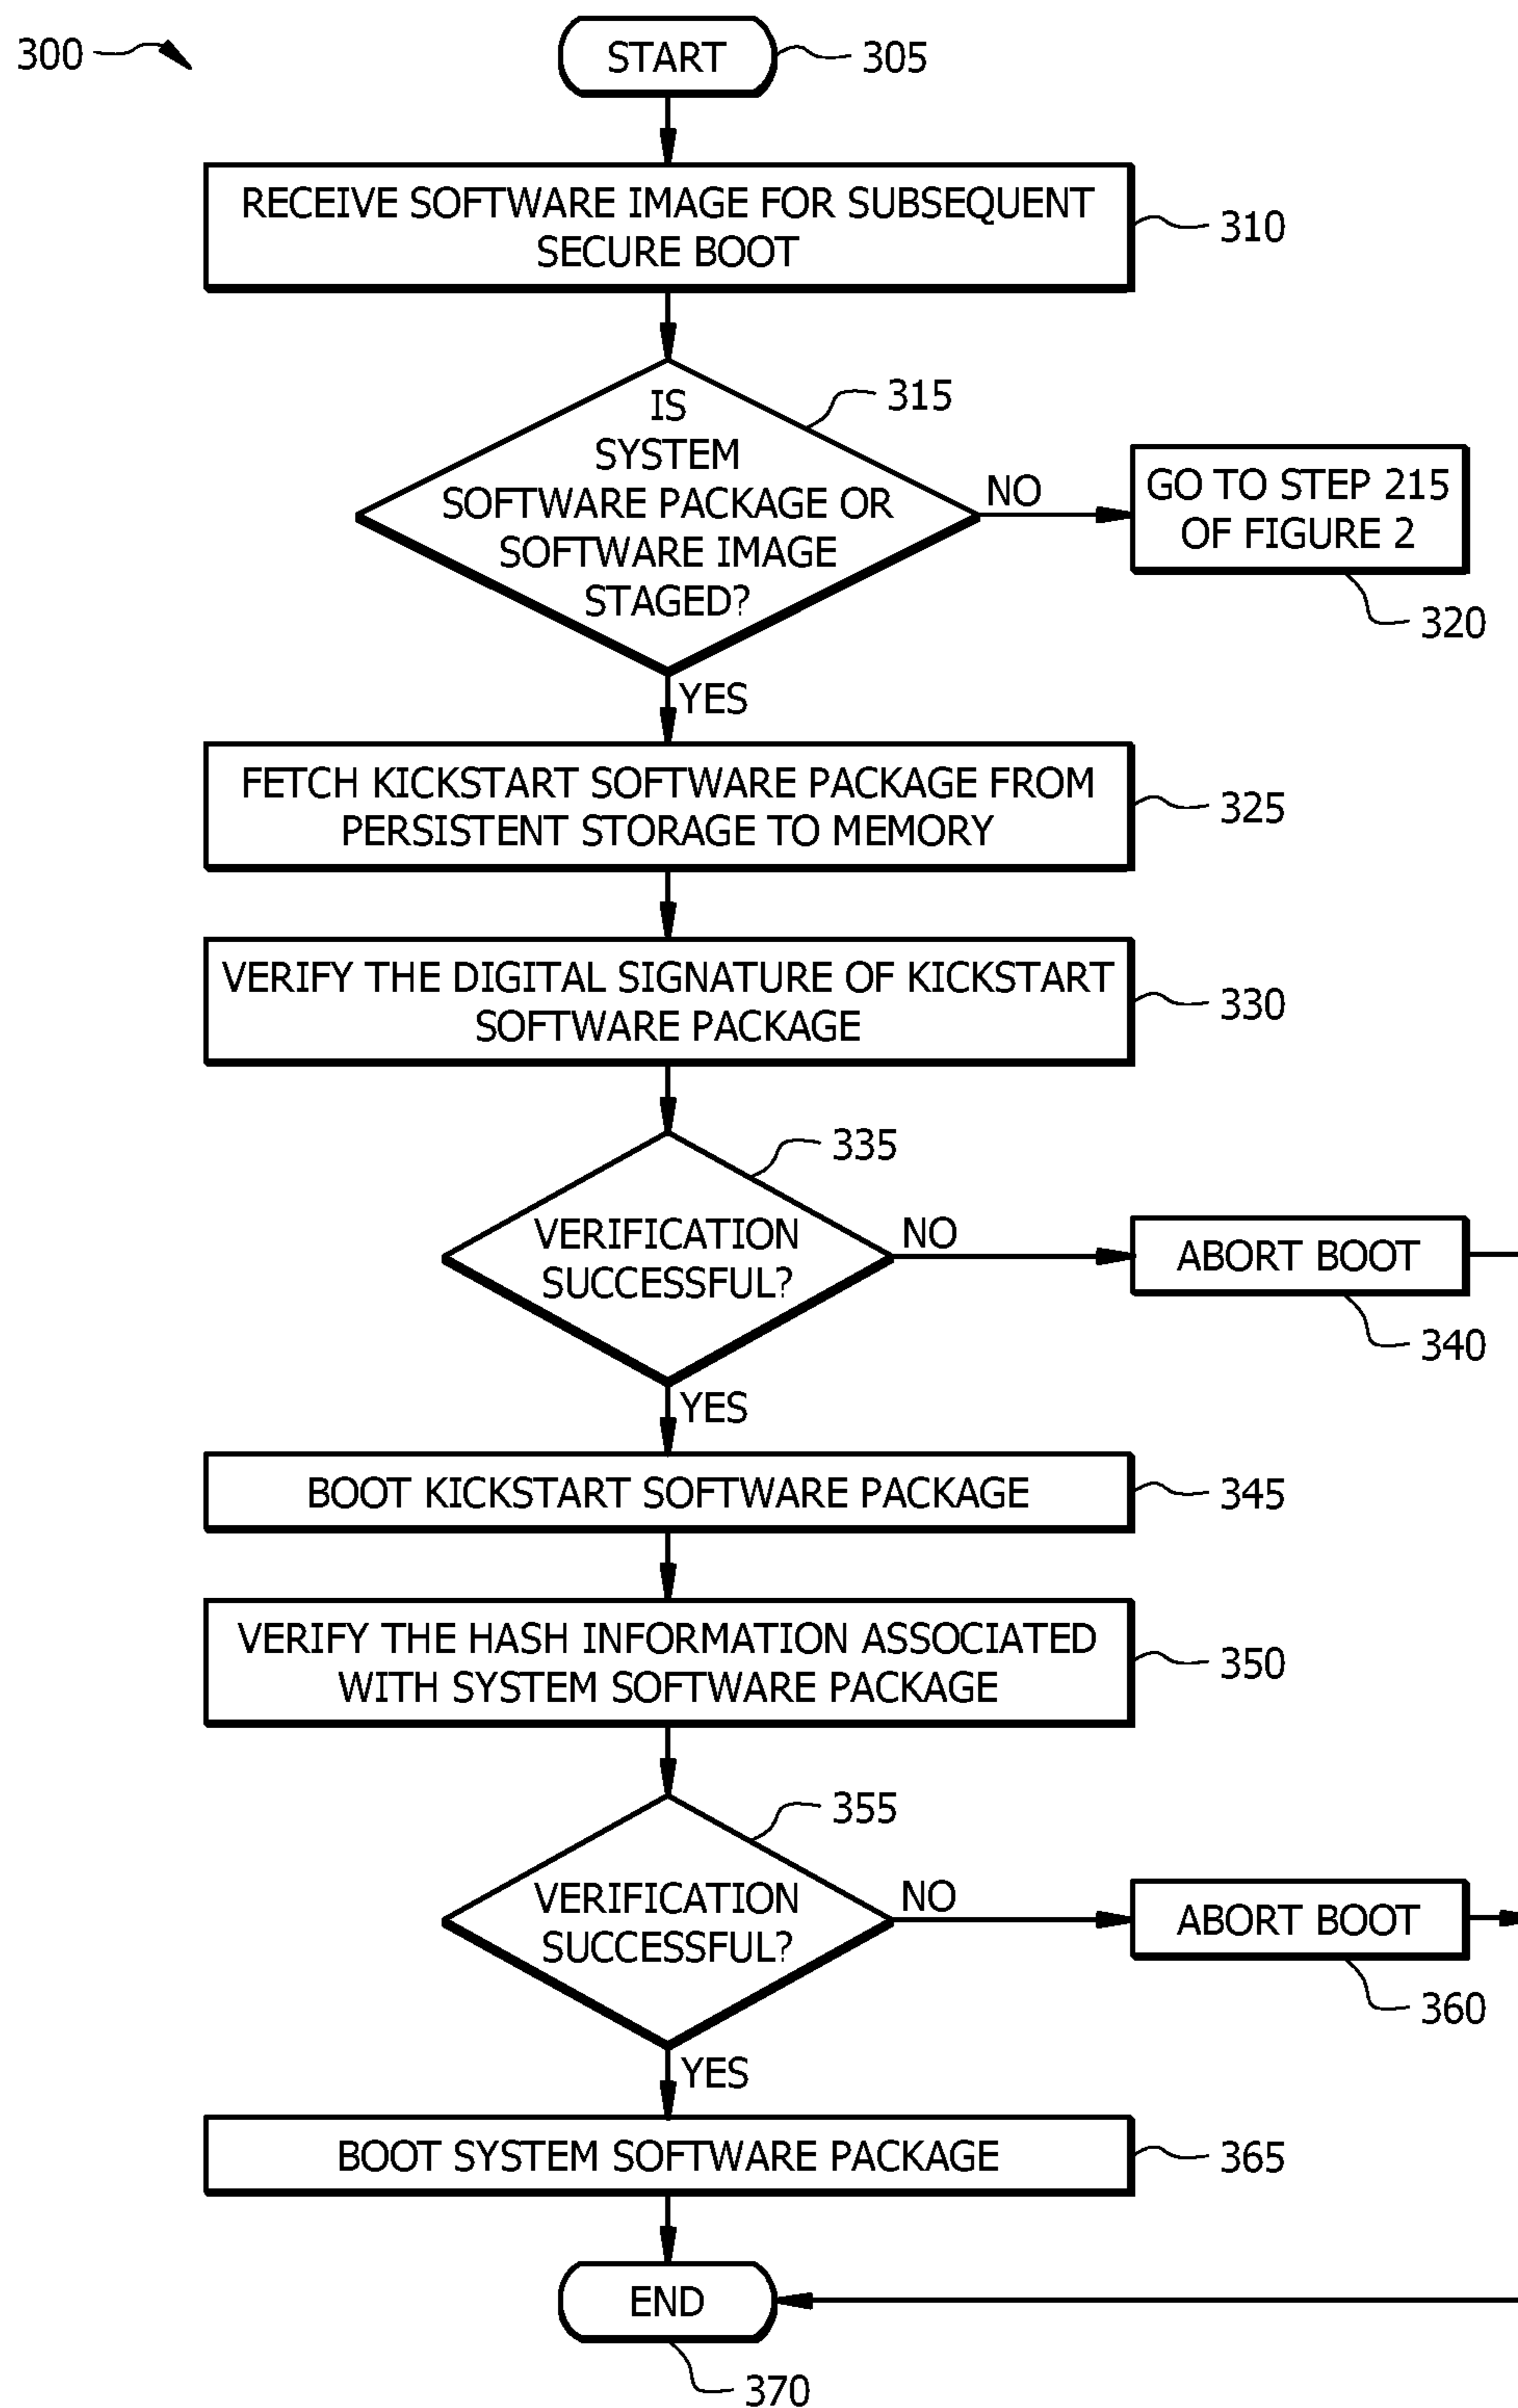 300
START
305
RECEIVE SOFTWARE IMAGE FOR SUBSEQUENT
SECURE BOOT
310
IS
SYSTEM
SOFTWARE PACKAGE OR
SOFTWARE IMAGE
STAGED?
315
NO
GO TO STEP 215
OF FIGURE 2
320
YES
FETCH KICKSTART SOFTWARE PACKAGE FROM
PERSISTENT STORAGE TO MEMORY
325
VERIFY THE DIGITAL SIGNATURE OF KICKSTART
SOFTWARE PACKAGE
330
335
VERIFICATION
SUCCESSFUL?
NO
ABORT BOOT
340
YES
BOOT KICKSTART SOFTWARE PACKAGE
345
VERIFY THE HASH INFORMATION ASSOCIATED
WITH SYSTEM SOFTWARE PACKAGE
350
355
VERIFICATION
SUCCESSFUL?
NO
ABORT BOOT
360
YES
BOOT SYSTEM SOFTWARE PACKAGE
365
END
370